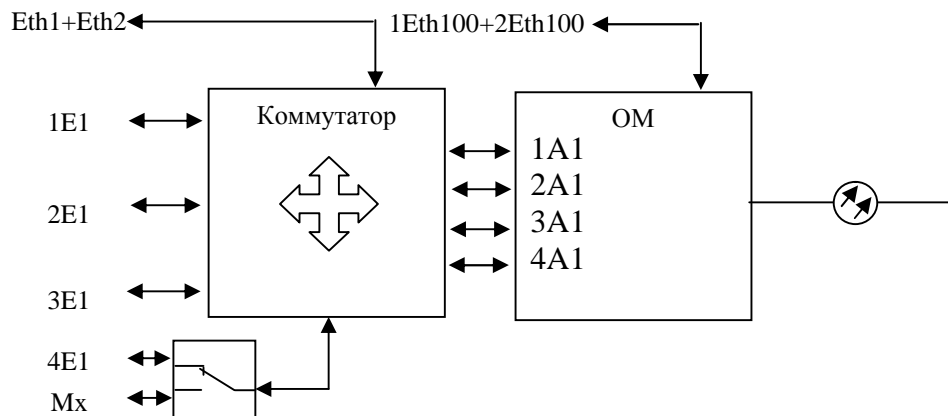 Eth1+Eth2
1Eth100+2Eth100
Коммутатор
ОМ
1E1
2E1
3E1
4E1
Mx
1A1
2A1
3A1
4A1